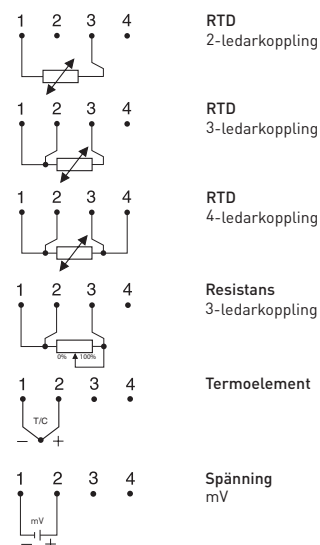 1 2 3 4
RTD
2-ledarkoppling
1 2 3 4
RTD
3-ledarkoppling
1 2 3 4
RTD
4-ledarkoppling
1 2 3 4
Resistans
3-ledarkoppling
0% 100%
1 2 3 4
Termoelement
T/C
– +
1 2 3 4
Spänning
mV
mV
– +